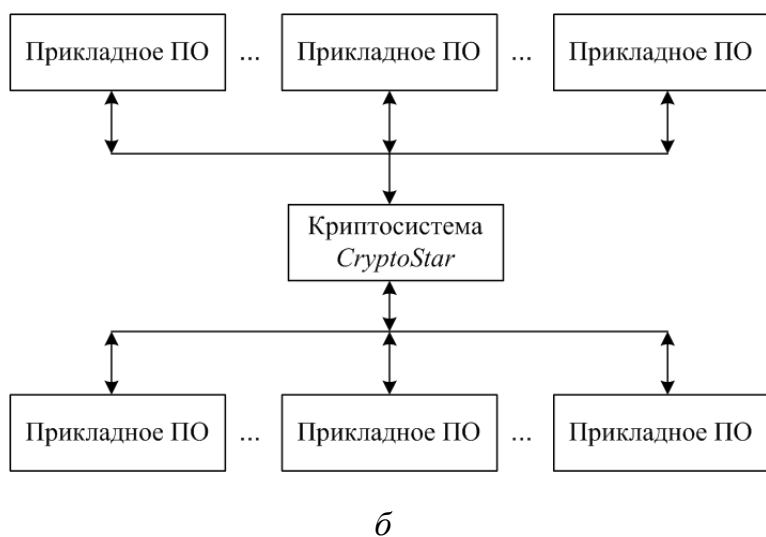 Прикладное ПО ... Прикладное ПО ... Прикладное ПО
Криптосистема
CryptoStar
Прикладное ПО ... Прикладное ПО ... Прикладное ПО
б